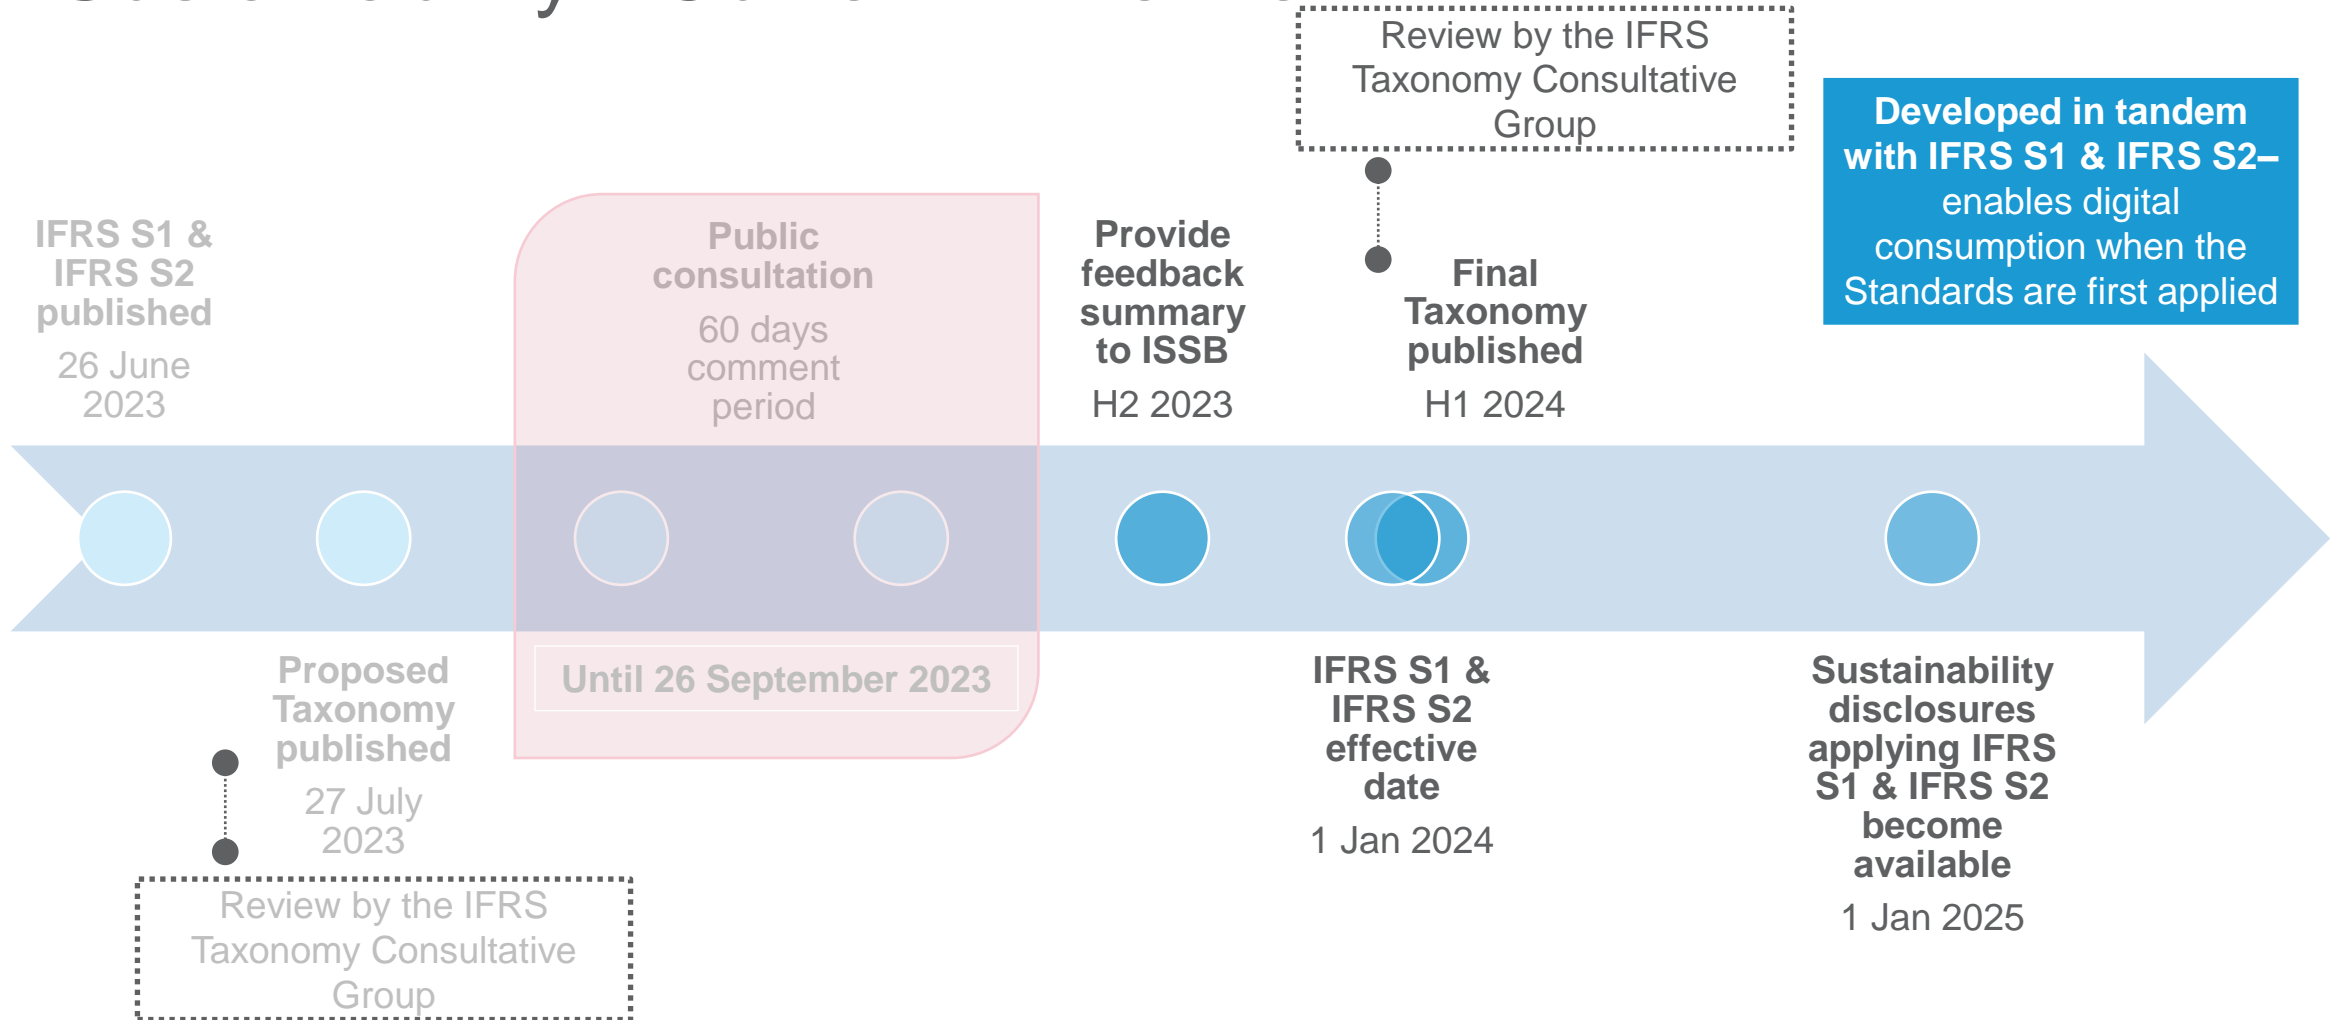 Review by the IFRS
Taxonomy Consultative
Group
Developed in tandem
with IFRS S1 & IFRS S2–
enables digital
consumption when the
Standards are first applied
IFRS S1 &
IFRS S2
published
26 June
2023
Public
consultation
60 days
comment
period
Provide
feedback
summary
to ISSB
H2 2023
Final
Taxonomy
published
H1 2024
Proposed
Taxonomy
published
27 July
2023
Until 26 September 2023
IFRS S1 &
IFRS S2
effective
date
1 Jan 2024
Sustainability
disclosures
applying IFRS
S1 & IFRS S2
become
available
1 Jan 2025
Review by the IFRS
Taxonomy Consultative
Group